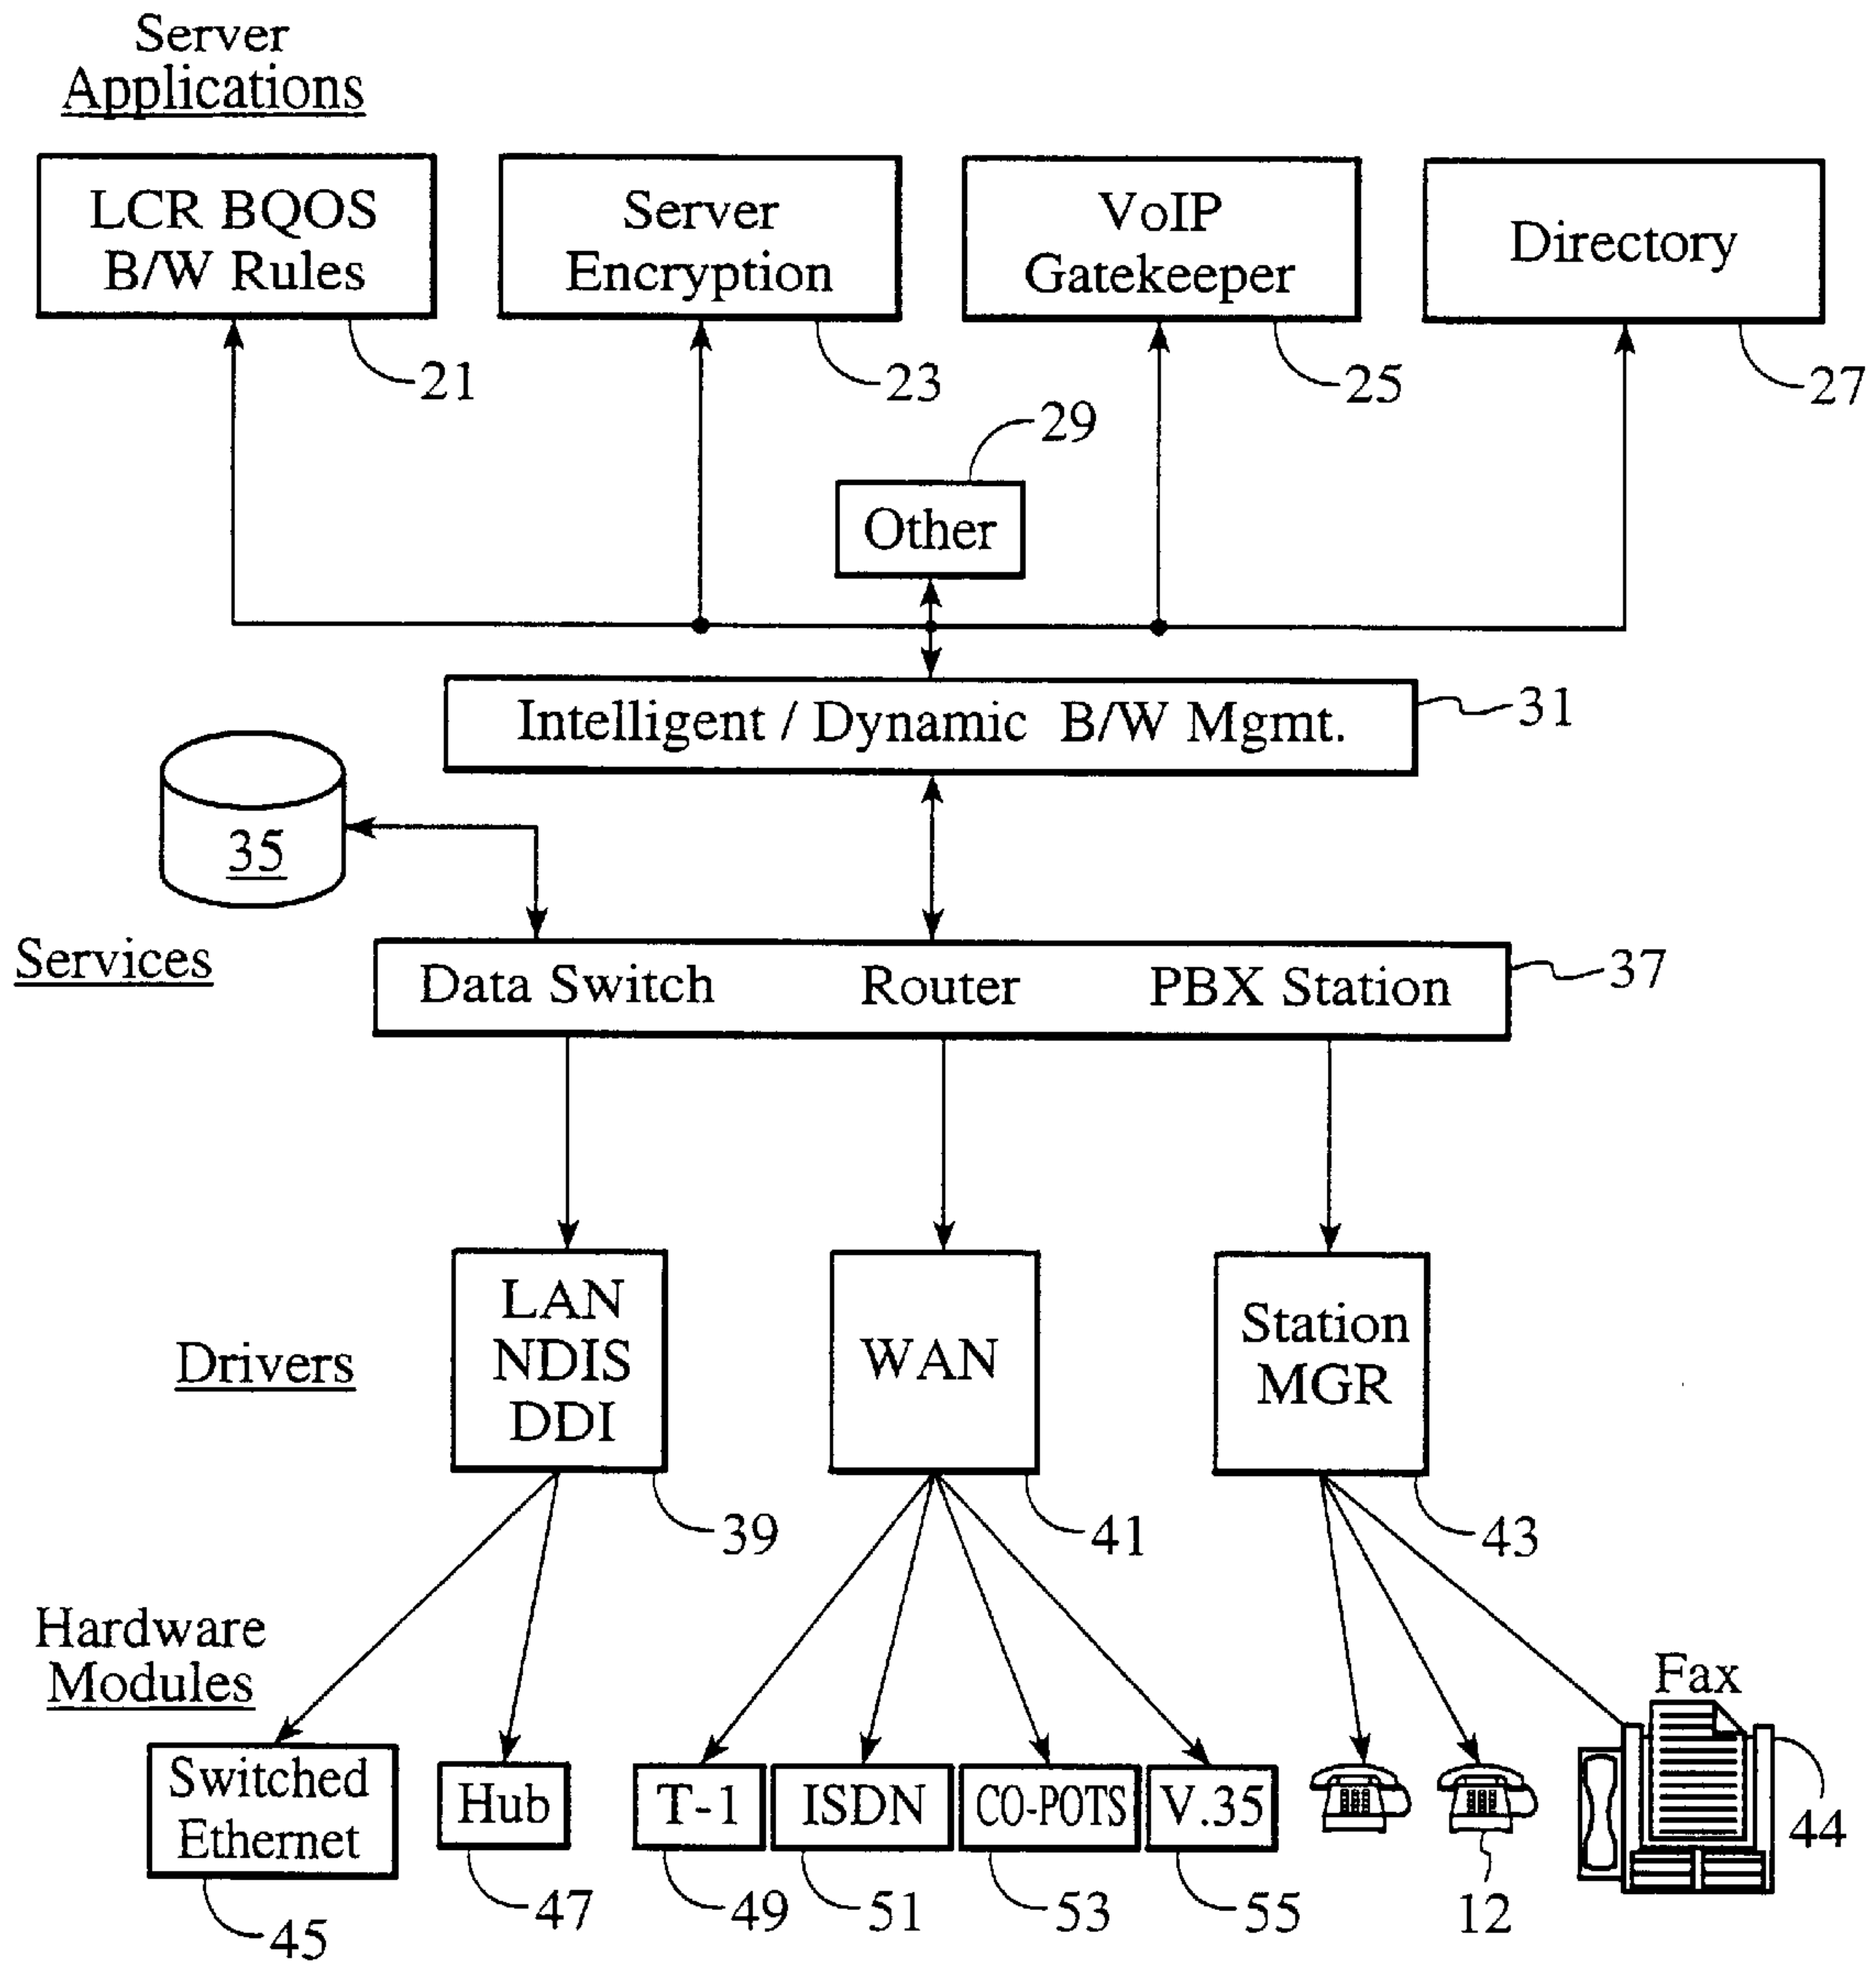 Server
Applications
LCR BQOS
B/W Rules
Server
Encryption
VoIP
Gatekeeper
Directory
21
23
25
27
29
Other
Intelligent / Dynamic B/W Mgmt.
31
35
Services
Data Switch Router PBX Station
37
LAN
NDIS
DDI
WAN
Station
MGR
Drivers
39
41
43
Hardware
Modules
Fax
Switched
Ethernet
Hub
T-1
ISDN
CO-POTS
V.35
44
45
47
49
51
53
55
12